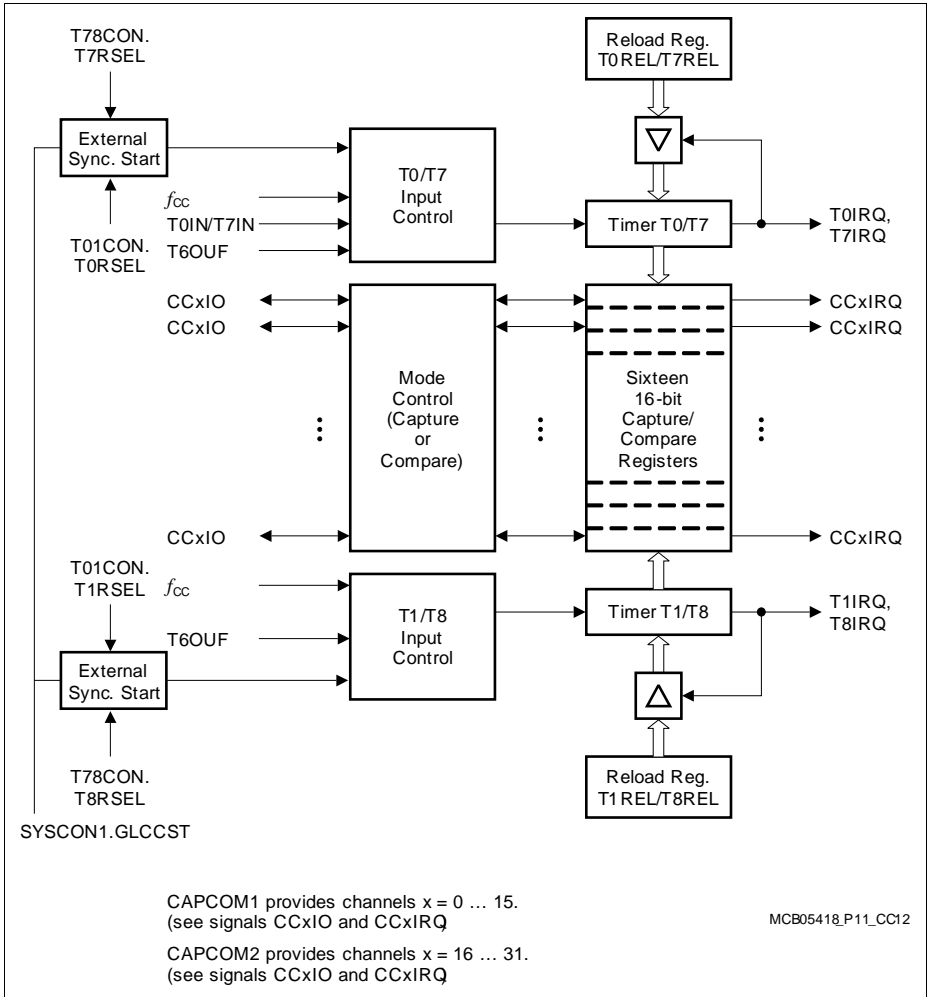 T78CON.
T7RSEL
Reload Reg.
T0REL/T7REL
External
Sync. Start
T0/T7
Input
Control
fCC
T0IN/T7IN
T6OUF
Timer T0/T7
T0IRQ,
T7IRQ
T01CON.
T0RSEL
CCxIO
CCxIO
CCxIRQ
CCxIRQ
Mode
Control
(Capture
or
Compare)
Sixteen
16-bit
Capture/
Compare
Registers
CCxIO
CCxIRQ
T01CON.
T1RSEL
fCC
T6OUF
T1/T8
Input
Control
Timer T1/T8
T1IRQ,
T8IRQ
External
Sync. Start
T78CON.
T8RSEL
Reload Reg.
T1REL/T8REL
SYSCON1.GLCCST
CAPCOM1 provides channels x = 0 … 15.
(see signals CCxIO and CCxIRQ)
MCB05418_P11_CC12
CAPCOM2 provides channels x = 16 … 31.
(see signals CCxIO and CCxIRQ)